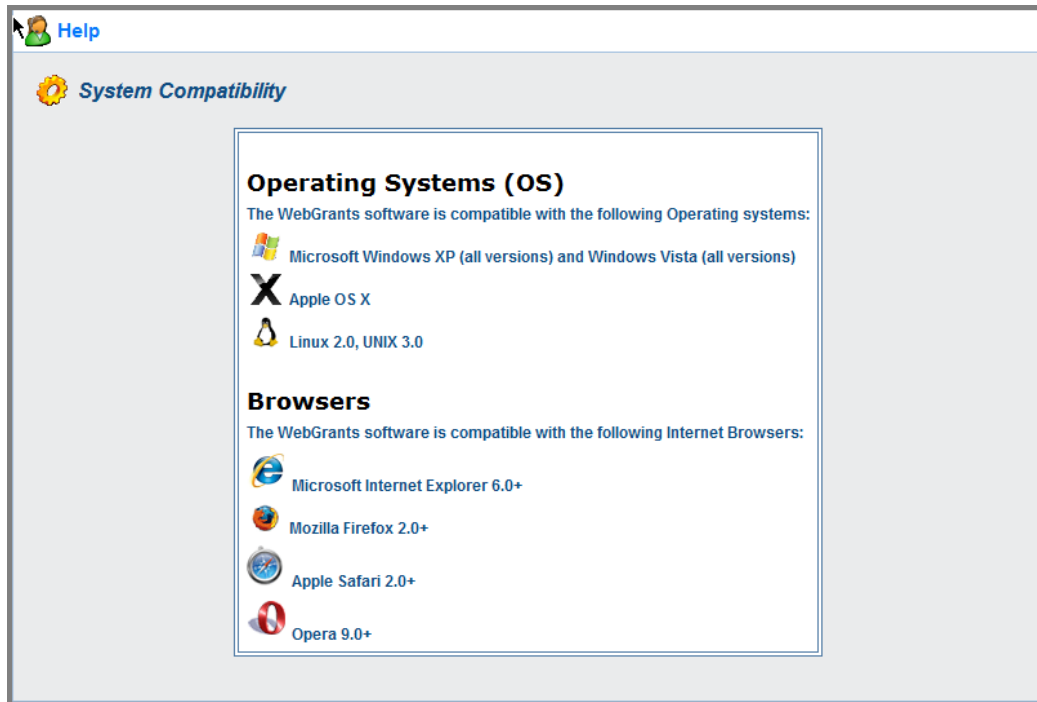 Help
System Compatibility
Operating Systems (OS)
The WebGrants software is compatible with the following Operating systems:
Microsoft Windows XP (all versions) and Windows Vista (all versions)
Apple OS X
Linux 2.0, UNIX 3.0
Browsers
The WebGrants software is compatible with the following Internet Browsers:
Microsoft Internet Explorer 6.0+
Mozilla Firefox 2.0+
Apple Safari 2.0+
Opera 9.0+